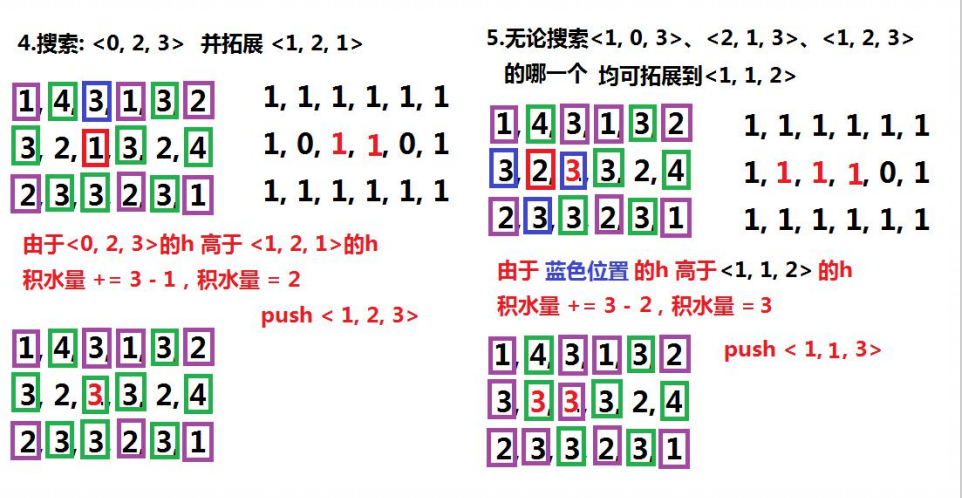 4.搜索: <0, 2, 3> 并拓展 <1, 2, 1>
1, 4, 3, 1, 3, 2
3, 2, 1, 3, 2, 4
2, 3, 3, 2, 3, 1
1, 1, 1, 1, 1, 1
1, 0, 1, 1, 0, 1
1, 1, 1, 1, 1, 1
由于<0, 2, 3>的h 高于 <1, 2, 1>的h
积水量 += 3 - 1 , 积水量 = 2
push < 1, 2, 3>
1, 4, 3, 1, 3, 2
3, 2, 3, 3, 2, 4
2, 3, 3, 2, 3, 1
5.无论搜索<1, 0, 3>、<2, 1, 3>、<1, 2, 3>
的哪一个 均可拓展到<1, 1, 2>
1, 4, 3, 1, 3, 2
3, 2, 3, 3, 2, 4
2, 3, 3, 2, 3, 1
1, 1, 1, 1, 1, 1
1, 1, 1, 1, 0, 1
1, 1, 1, 1, 1, 1
由于 蓝色位置 的h 高于<1, 1, 2> 的h
积水量 += 3 - 2 , 积水量 = 3
push < 1, 1, 3>
1, 4, 3, 1, 3, 2
3, 3, 3, 3, 2, 4
2, 3, 3, 2, 3, 1